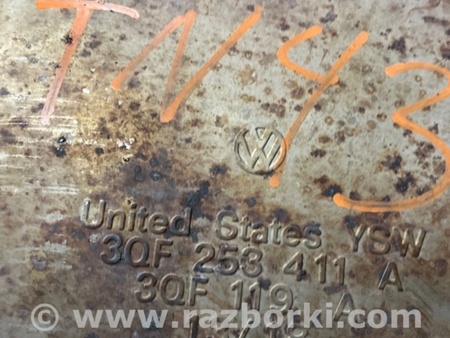 TN43
United States YSW
3QF 253 411 A
3QF 119 A
© www.razborki.com/